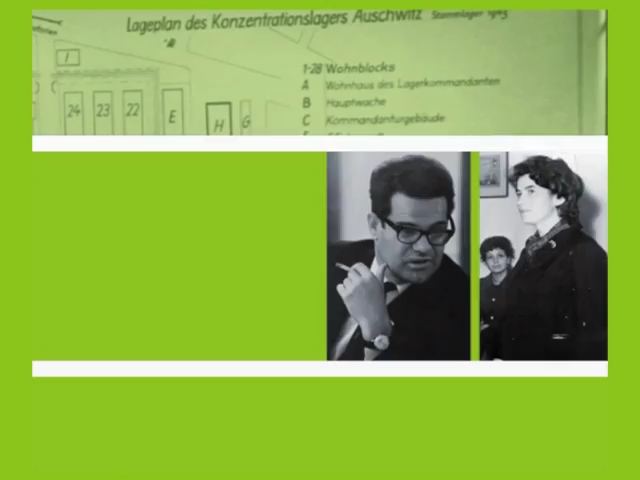 Lageplan des Konzentrationslagers Auschwitz Stammlager 1943
I
24 23 22 E H G
1-28 Wohnblocks
A Wohnhaus des Lagerkommandanten
B Hauptwache
C Kommandanturgebäude